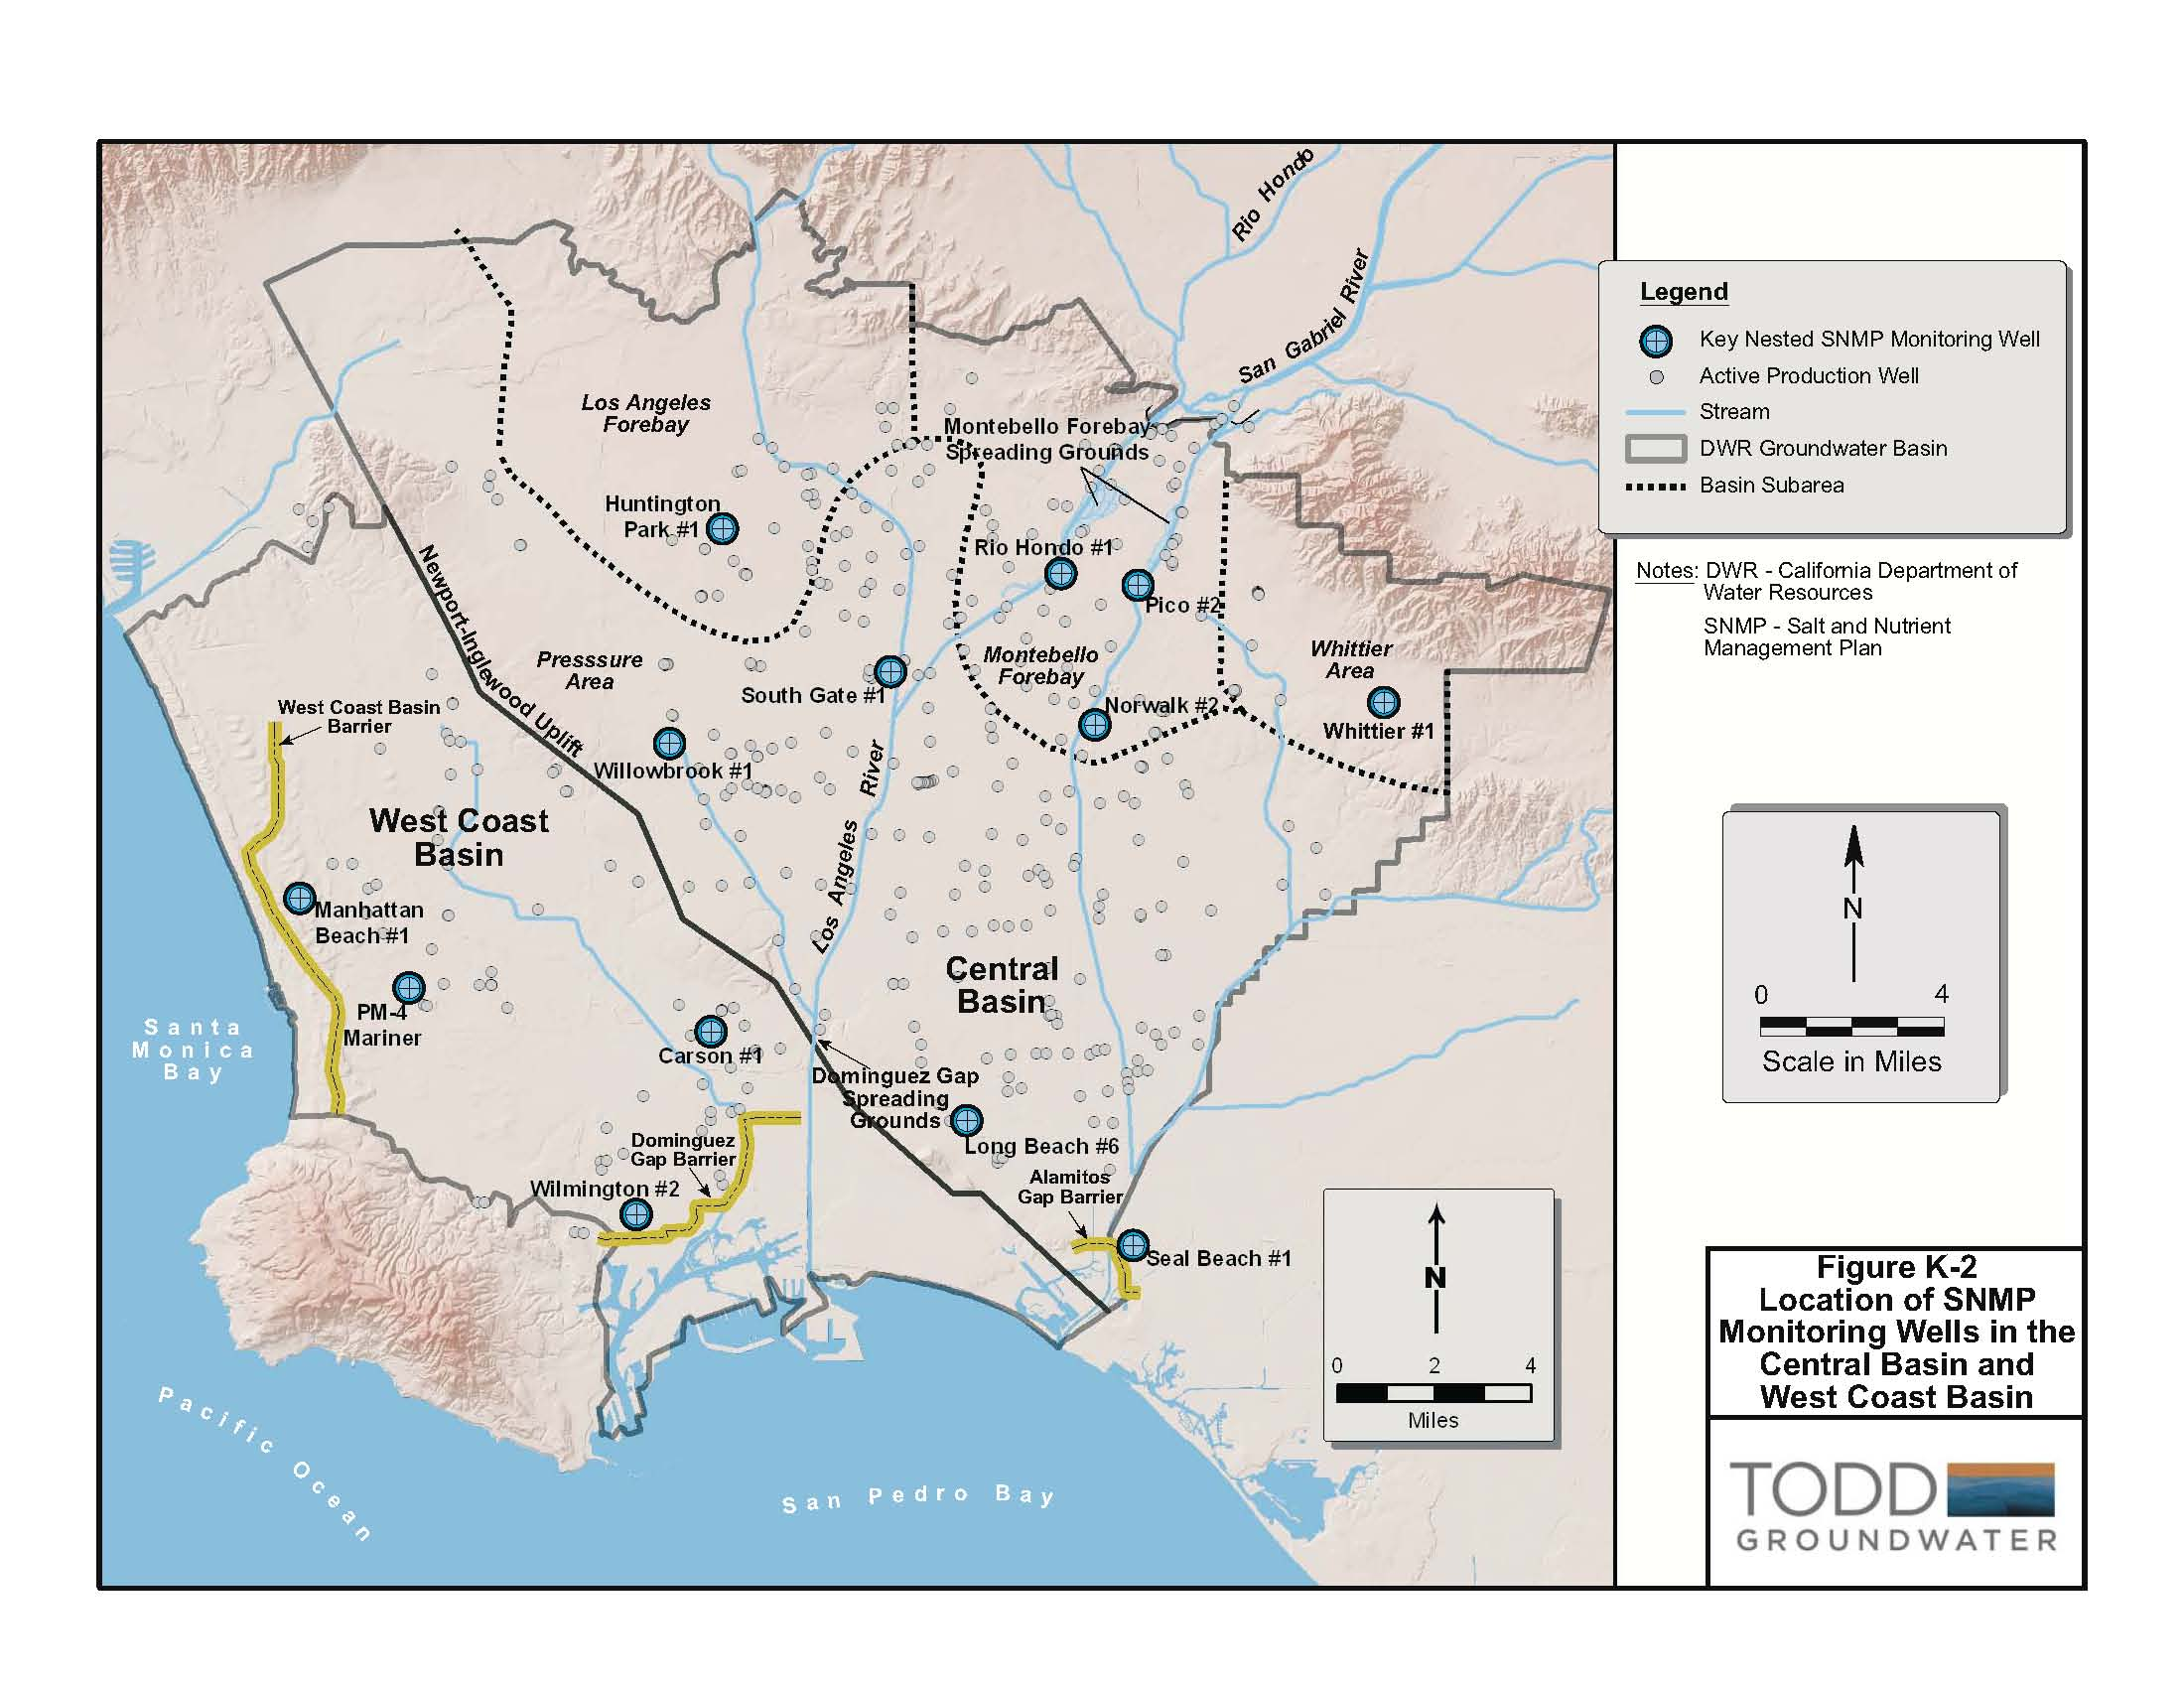 Rio Hondo
San Gabriel River
Los Angeles
Forebay
Montebello Forebay
Spreading Grounds
Huntington
Park #1
Rio Hondo #1
Pico #2
Newport-Inglewood Uplift
Presssure
Area
Montebello
Forebay
Whittier
Area
South Gate #1
Norwalk #2
Whittier #1
West Coast Basin
Barrier
Willowbrook #1
Los Angeles River
West Coast
Basin
Manhattan
Beach #1
Central
Basin
PM-4
Mariner
Santa
Monica
Bay
Carson #1
Dominguez Gap
Spreading
Grounds
Long Beach #6
Dominguez
Gap Barrier
Alamitos
Gap Barrier
Wilmington #2
Seal Beach #1
Pacific Ocean
San Pedro Bay
N
0 2 4
Miles
Legend
Key Nested SNMP Monitoring Well
Active Production Well
Stream
DWR Groundwater Basin
Basin Subarea
Notes: DWR - California Department of
Water Resources
SNMP - Salt and Nutrient
Management Plan
N
0 4
Scale in Miles
Figure K-2
Location of SNMP
Monitoring Wells in the
Central Basin and
West Coast Basin
TODD
GROUNDWATER